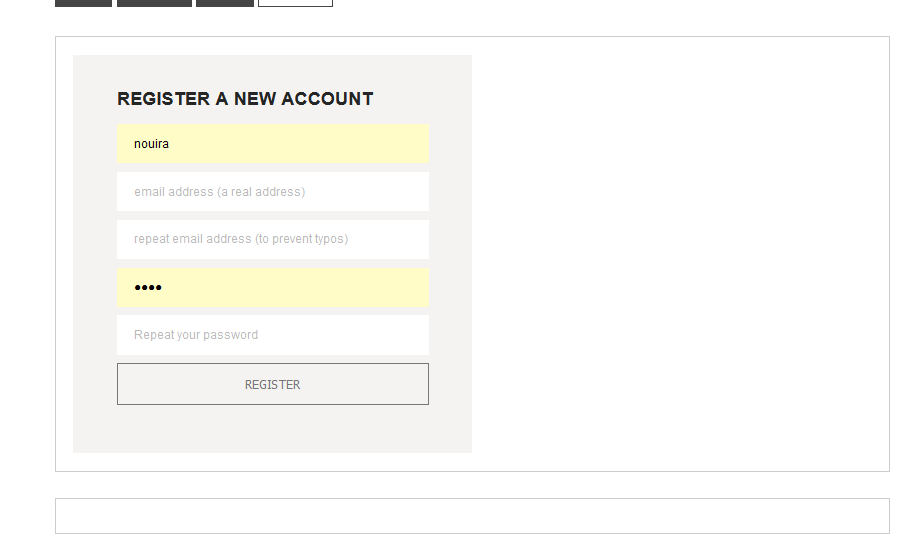 REGISTER A NEW ACCOUNT
nouira
email address (a real address)
repeat email address (to prevent typos)
••••
Repeat your password
REGISTER